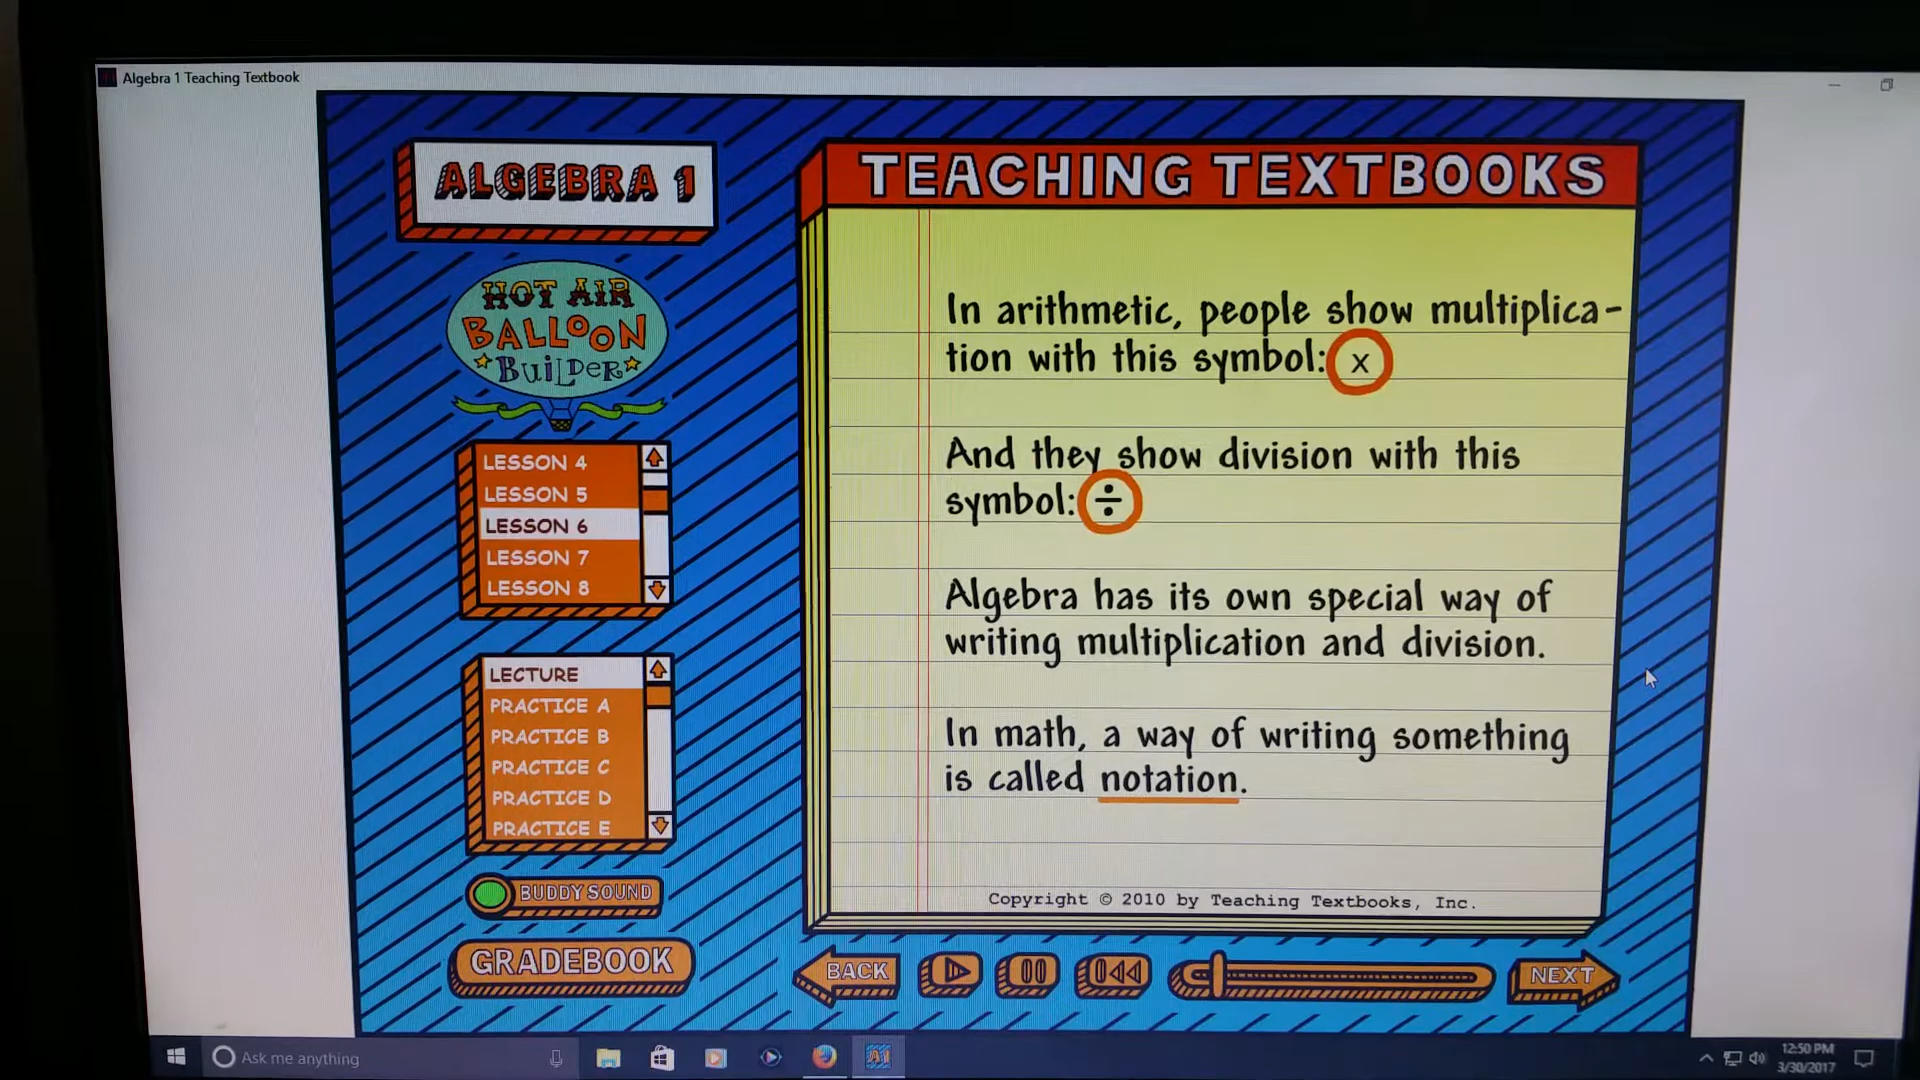 Algebra 1 Teaching Textbook
ALGEBRA 1
HOT AIR
BALLOON
BUILDER
LESSON 4
LESSON 5
LESSON 6
LESSON 7
LESSON 8
LECTURE
PRACTICE A
PRACTICE B
PRACTICE C
PRACTICE D
PRACTICE E
BUDDY SOUND
GRADEBOOK
TEACHING TEXTBOOKS
In arithmetic, people show multiplica-
tion with this symbol: x
And they show division with this
symbol: ÷
Algebra has its own special way of
writing multiplication and division.
In math, a way of writing something
is called notation.
Copyright © 2010 by Teaching Textbooks, Inc.
BACK
NEXT
Ask me anything
A1
12:50 PM
3/30/2017